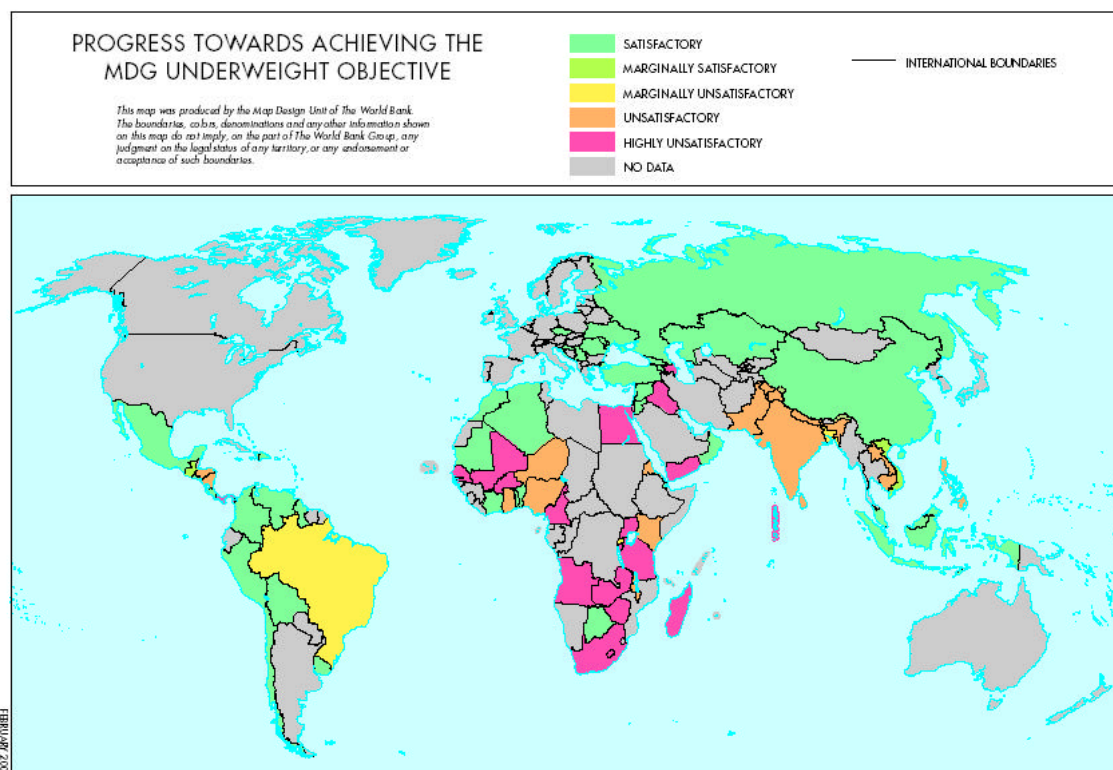 PROGRESS TOWARDS ACHIEVING THE
MDG UNDERWEIGHT OBJECTIVE
This map was produced by the Map Design Unit of The World Bank.
The boundaries, colors, denominations and any other information shown
on this map do not imply, on the part of The World Bank Group, any
judgment on the legal status of any territory, or any endorsement or
acceptance of such boundaries.
SATISFACTORY
MARGINALLY SATISFACTORY
MARGINALLY UNSATISFACTORY
UNSATISFACTORY
HIGHLY UNSATISFACTORY
NO DATA
INTERNATIONAL BOUNDARIES
FEBRUARY